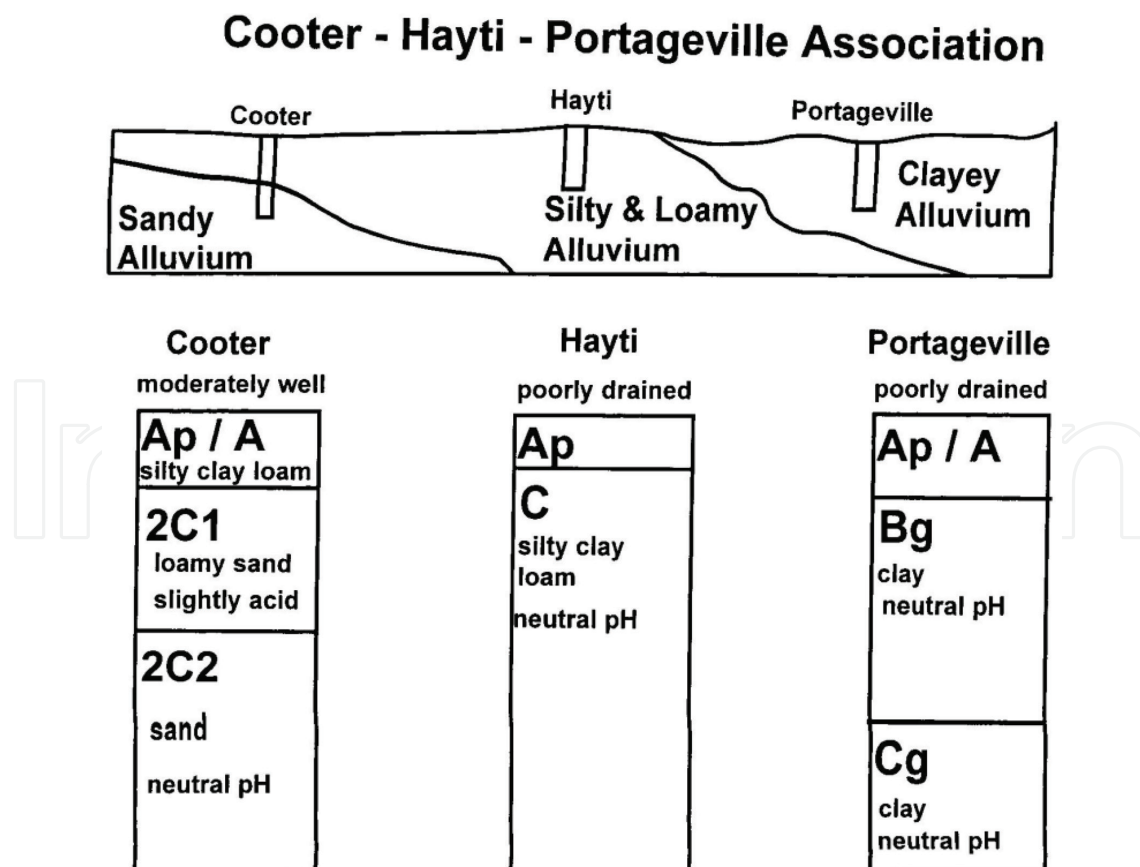 Cooter - Hayti - Portageville Association
Cooter
Hayti
Portageville
Sandy
Alluvium
Silty & Loamy
Alluvium
Clayey
Alluvium
Cooter
moderately well
Ap / A
silty clay loam
2C1
loamy sand
slightly acid
2C2
sand
neutral pH
Hayti
poorly drained
Ap
C
silty clay
loam
neutral pH
Portageville
poorly drained
Ap / A
Bg
clay
neutral pH
Cg
clay
neutral pH